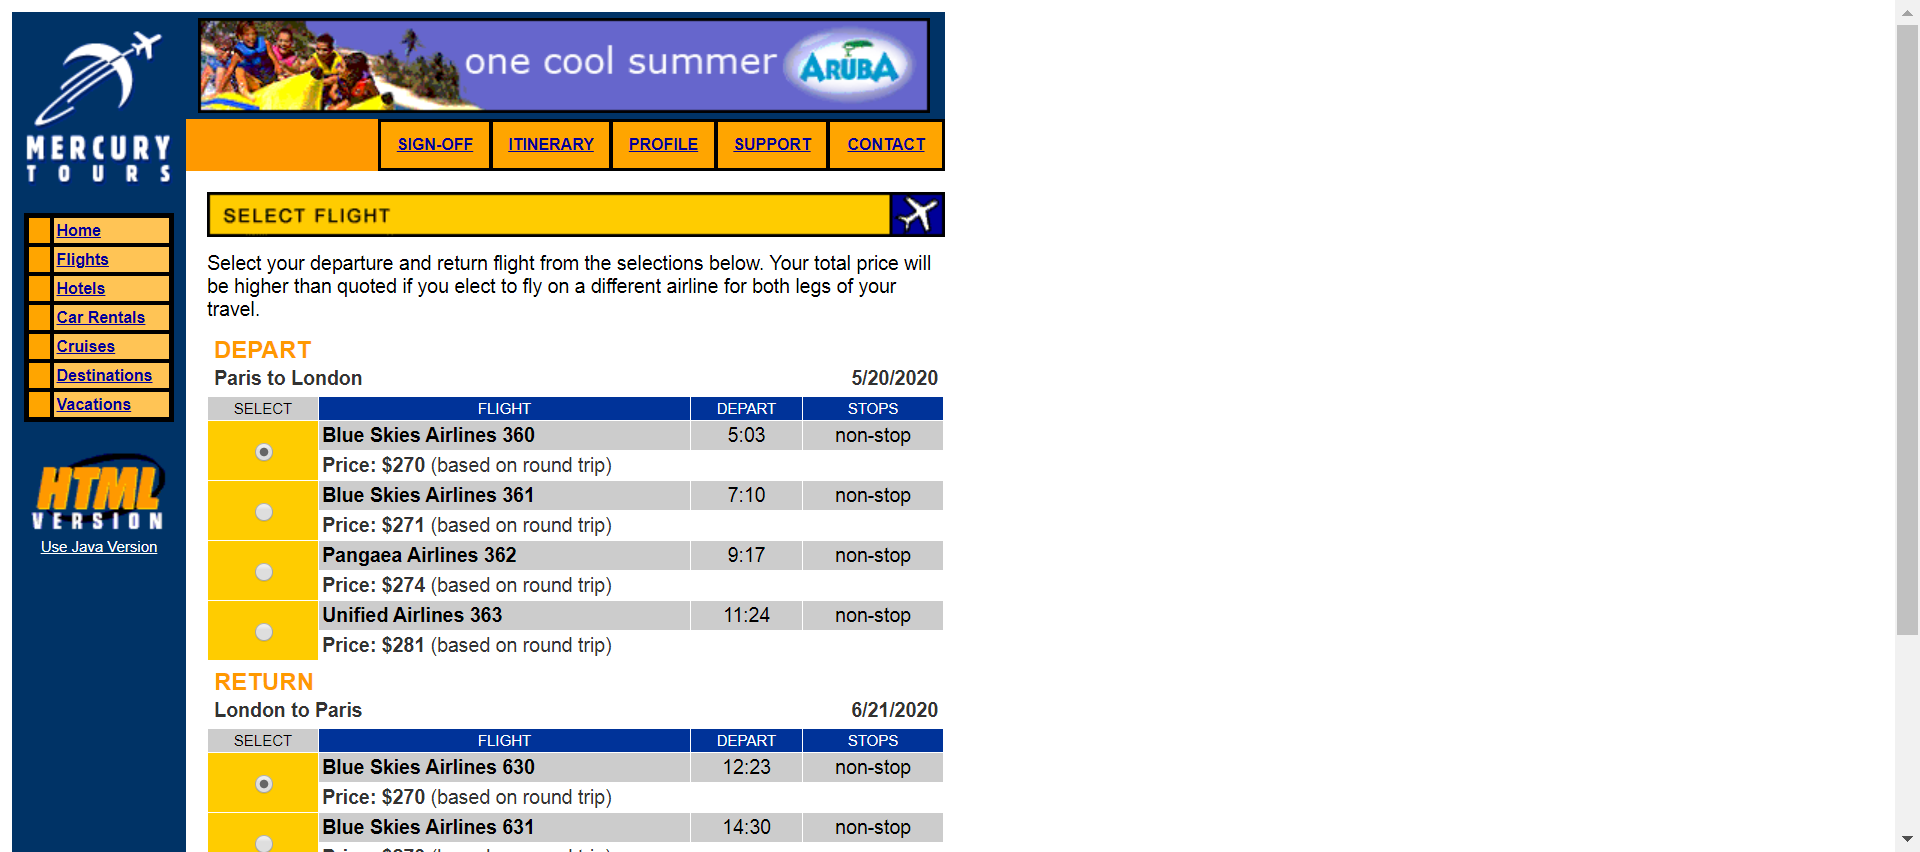 one cool summer ARUBA
MERCURY
TOURS
SIGN-OFF ITINERARY PROFILE SUPPORT CONTACT
Home
Flights
Hotels
Car Rentals
Cruises
Destinations
Vacations
HTML
VERSION
Use Java Version
SELECT FLIGHT
Select your departure and return flight from the selections below. Your total price will
be higher than quoted if you elect to fly on a different airline for both legs of your
travel.
DEPART
Paris to London 5/20/2020
SELECT FLIGHT DEPART STOPS
Blue Skies Airlines 360 5:03 non-stop
Price: $270 (based on round trip)
Blue Skies Airlines 361 7:10 non-stop
Price: $271 (based on round trip)
Pangaea Airlines 362 9:17 non-stop
Price: $274 (based on round trip)
Unified Airlines 363 11:24 non-stop
Price: $281 (based on round trip)
RETURN
London to Paris 6/21/2020
SELECT FLIGHT DEPART STOPS
Blue Skies Airlines 630 12:23 non-stop
Price: $270 (based on round trip)
Blue Skies Airlines 631 14:30 non-stop